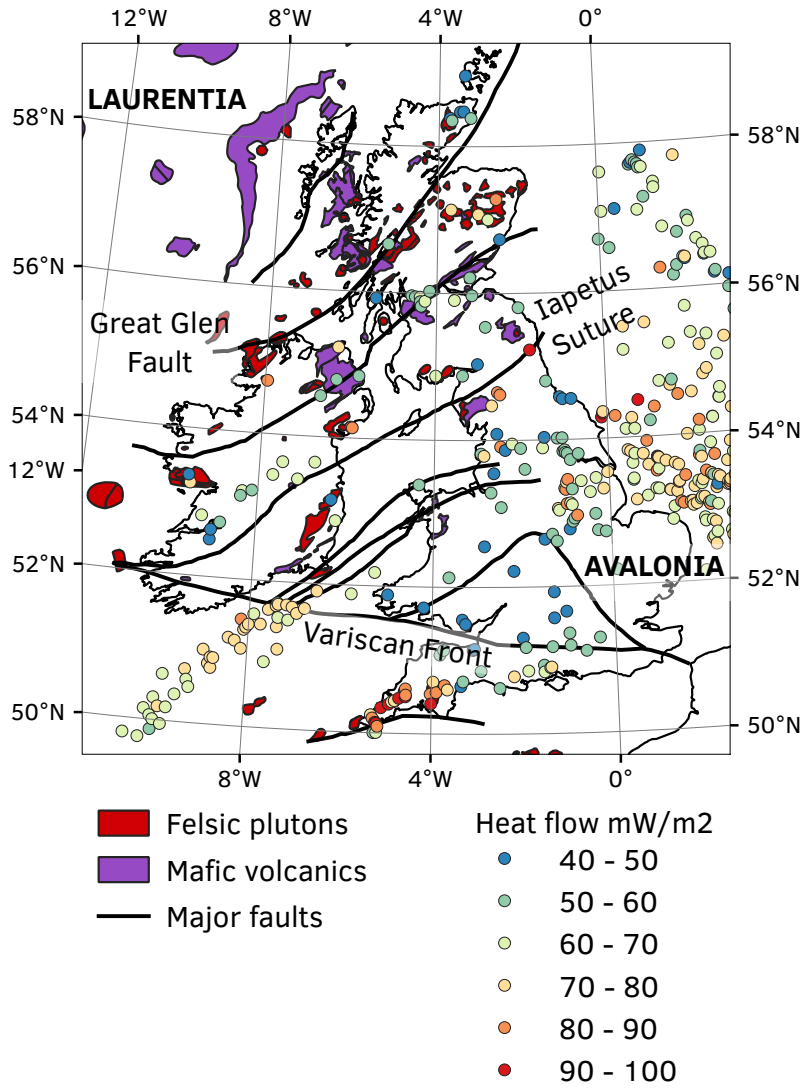 12°W 8°W 4°W 0°
LAURENTIA
58°N 58°N
56°N 56°N
Iapetus
Suture
Great Glen
Fault
54°N 54°N
12°W
52°N 52°N
AVALONIA
Variscan Front
50°N 50°N
8°W 4°W 0°
Felsic plutons
Mafic volcanics
Major faults
Heat flow mW/m2
40 - 50
50 - 60
60 - 70
70 - 80
80 - 90
90 - 100